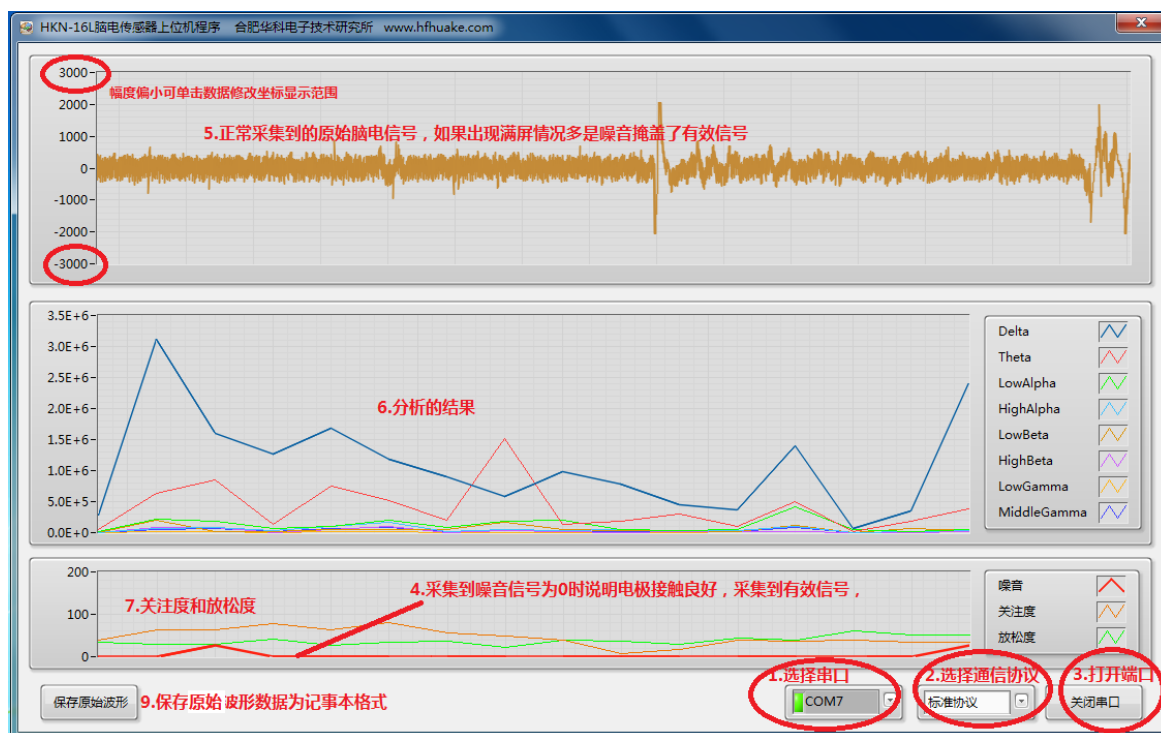 HKN-16L脑电传感器上位机程序 合肥华科电子技术研究所 www.hfhuake.com
x
3000
幅度偏小可单击数据修改坐标显示范围
2000
5.正常采集到的原始脑电信号，如果出现满屏情况多是噪音掩盖了有效信号
1000
0
-1000
-2000
-3000
3.5E+6
3.0E+6
2.5E+6
2.0E+6
1.5E+6
1.0E+6
5.0E+5
0.0E+0
6.分析的结果
Delta
Theta
LowAlpha
HighAlpha
LowBeta
HighBeta
LowGamma
MiddleGamma
200
100
0
7.关注度和放松度
4.采集到噪音信号为0时说明电极接触良好，采集到有效信号，
噪音
关注度
放松度
保存原始波形
9.保存原始波形数据为记事本格式
1.选择串口
COM7
2.选择通信协议
标准协议
3.打开端口
关闭串口